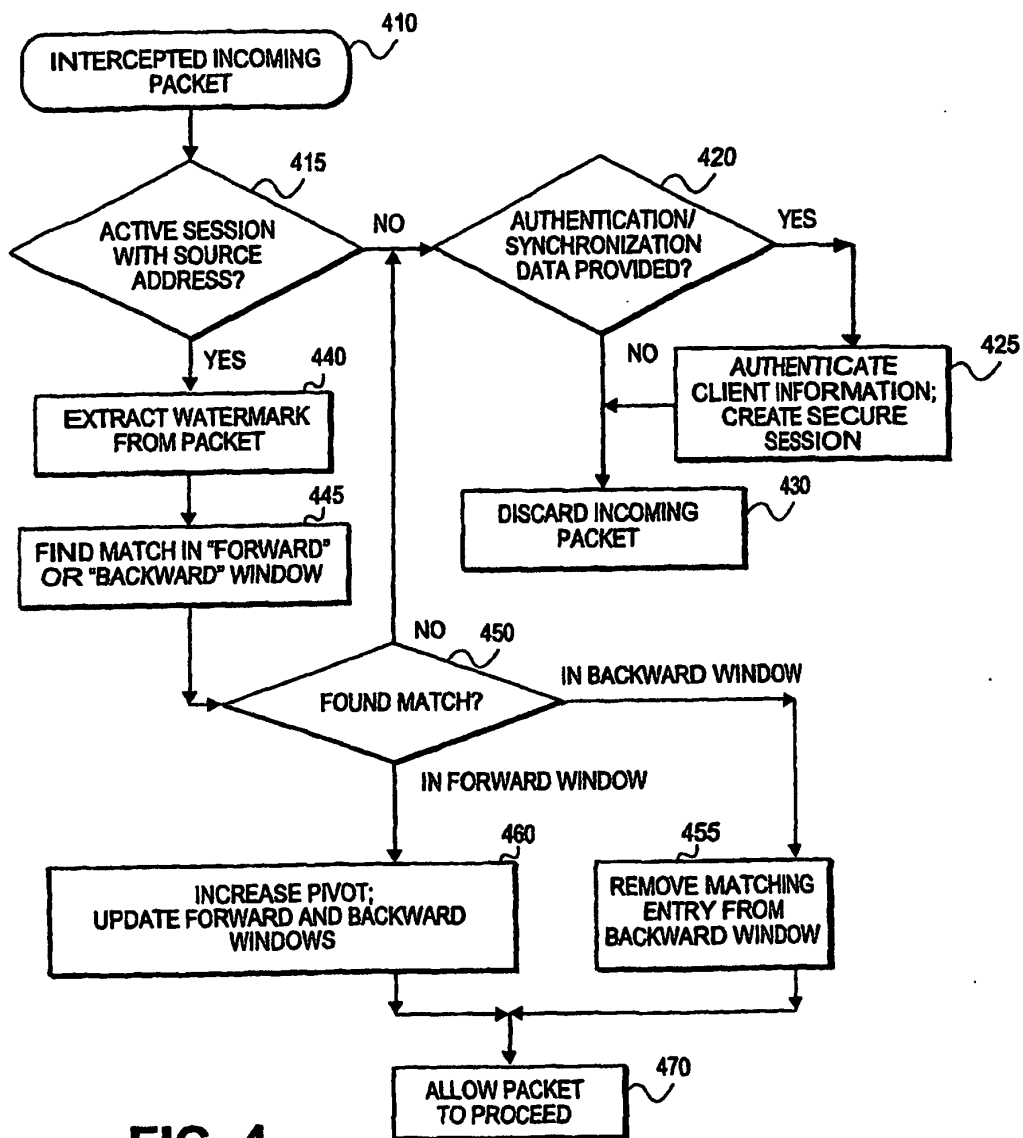 410
INTERCEPTED INCOMING
PACKET
415
ACTIVE SESSION
WITH SOURCE
ADDRESS?
NO
420
AUTHENTICATION/
SYNCHRONIZATION
DATA PROVIDED?
YES
YES
NO
425
AUTHENTICATE
CLIENT INFORMATION;
CREATE SECURE
SESSION
440
EXTRACT WATERMARK
FROM PACKET
430
DISCARD INCOMING
PACKET
445
FIND MATCH IN "FORWARD"
OR "BACKWARD" WINDOW
NO
450
FOUND MATCH?
IN BACKWARD WINDOW
IN FORWARD WINDOW
460
INCREASE PIVOT;
UPDATE FORWARD AND BACKWARD
WINDOWS
455
REMOVE MATCHING
ENTRY FROM
BACKWARD WINDOW
470
ALLOW PACKET
TO PROCEED
FIG. 4